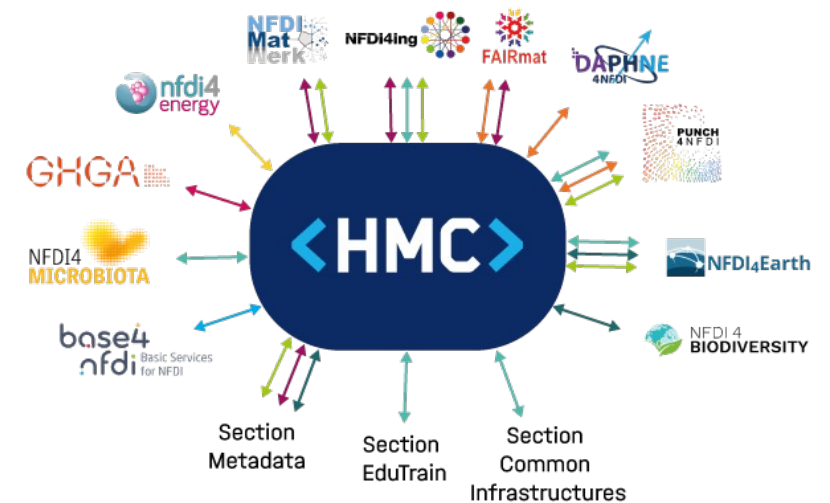 NFDI
Mat
Werk
NFDi4ing
FAIRmat
DAPHNE
4NFDI
nfdi4
energy
PUNCH
4NFDI
GHGA
<HMC>
NFDI4
MICROBIOTA
NFDI4Earth
base4
nfdi Basic Services
for NFDI
NFDI 4
BIODIVERSITY
Section
Metadata
Section
EduTrain
Section
Common
Infrastructures